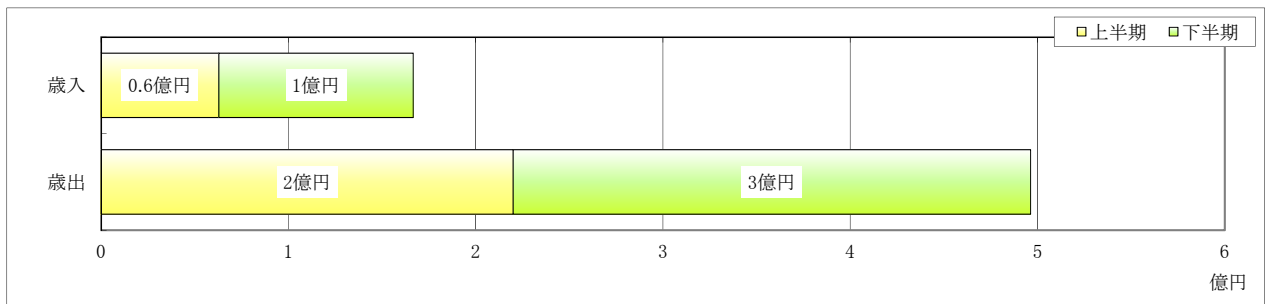 上半期 下半期
歳入 0.6億円 1億円
歳出 2億円 3億円
0 1 2 3 4 5 6
億円